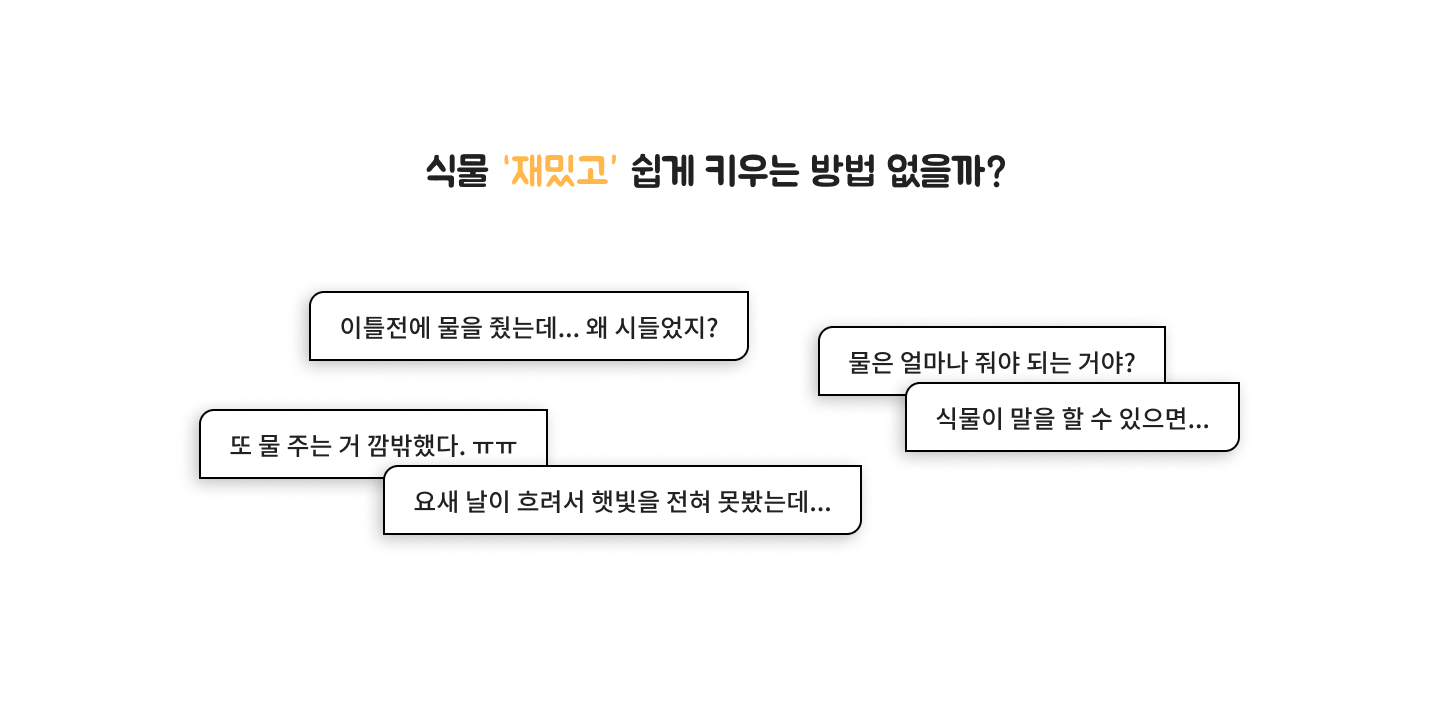 식물 '재밌고' 쉽게 키우는 방법 없을까?
이틀전에 물을 줬는데... 왜 시들었지?
물은 얼마나 줘야 되는 거야?
식물이 말을 할 수 있으면...
또 물 주는 거 깜밖했다. ㅠㅠ
요새 날이 흐려서 햇빛을 전혀 못봤는데...